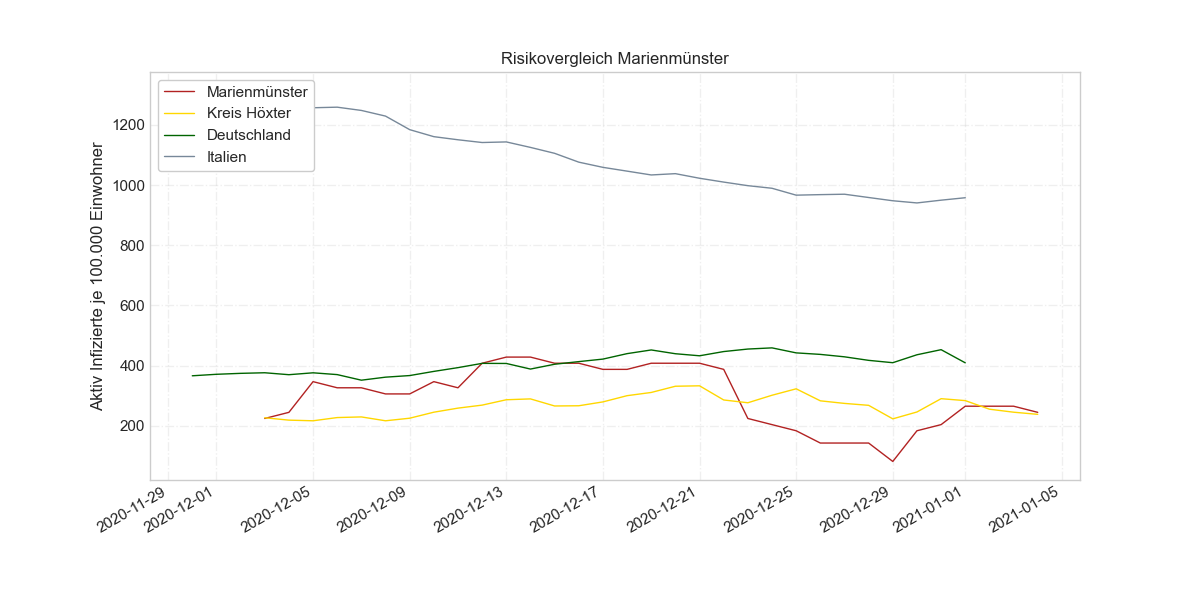 Risikovergleich Marienmünster
Marienmünster
Kreis Höxter
Deutschland
Italien
Aktiv Infizierte je 100.000 Einwohner
1200
1000
800
600
400
200
2020-11-29
2020-12-01
2020-12-05
2020-12-09
2020-12-13
2020-12-17
2020-12-21
2020-12-25
2020-12-29
2021-01-01
2021-01-05